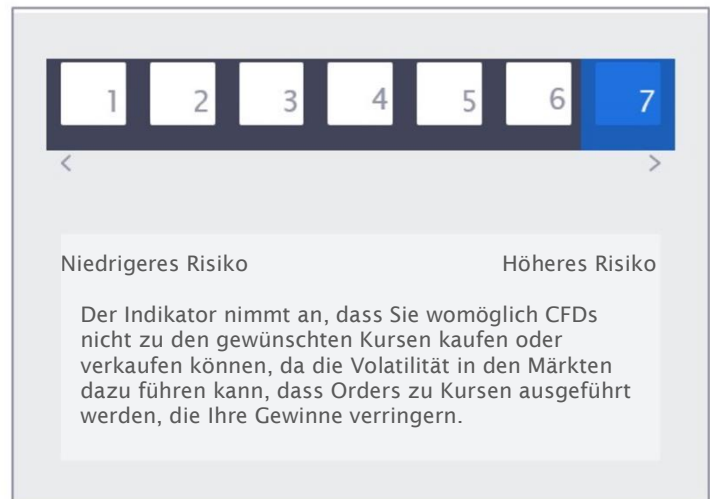 1 2 3 4 5 6 7
< >
Niedrigeres Risiko Höheres Risiko
Der Indikator nimmt an, dass Sie womöglich CFDs
nicht zu den gewünschten Kursen kaufen oder
verkaufen können, da die Volatilität in den Märkten
dazu führen kann, dass Orders zu Kursen ausgeführt
werden, die Ihre Gewinne verringern.